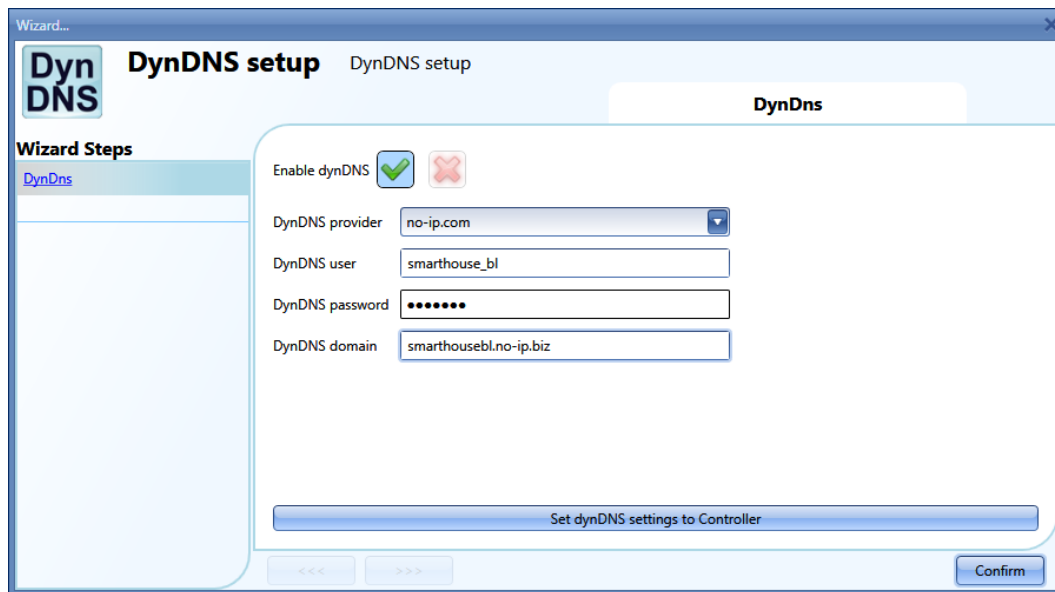 Wizard...
Dyn
DNS
DynDNS setup DynDNS setup
DynDns
Wizard Steps
DynDns
Enable dynDNS
DynDNS provider no-ip.com
DynDNS user smarthouse_bl
DynDNS password •••••••
DynDNS domain smarthousebl.no-ip.biz
Set dynDNS settings to Controller
<<< >>> Confirm